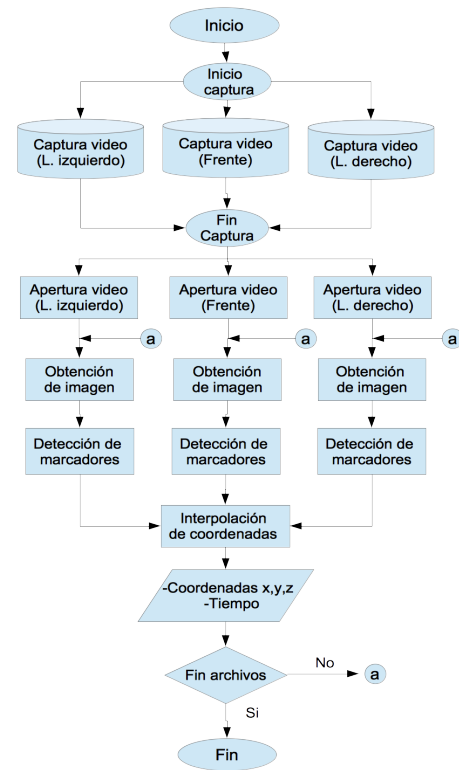 Inicio
Inicio
captura
Captura video
(L. izquierdo)
Captura video
(Frente)
Captura video
(L. derecho)
Fin
Captura
Apertura video
(L. izquierdo)
Apertura video
(Frente)
Apertura video
(L. derecho)
a
a
a
Obtención
de imagen
Obtención
de imagen
Obtención
de imagen
Detección de
marcadores
Detección de
marcadores
Detección de
marcadores
Interpolación
de coordenadas
-Coordenadas x,y,z
-Tiempo
Fin archivos
No
a
Si
Fin